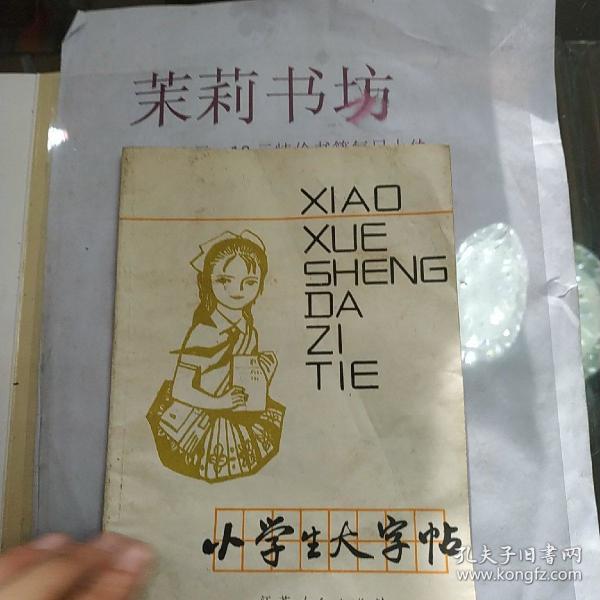 茉莉书坊
XIAO
XUE
SHENG
DA
ZI
TIE
小学生大字帖
孔夫子旧书网
www.kongfz.com